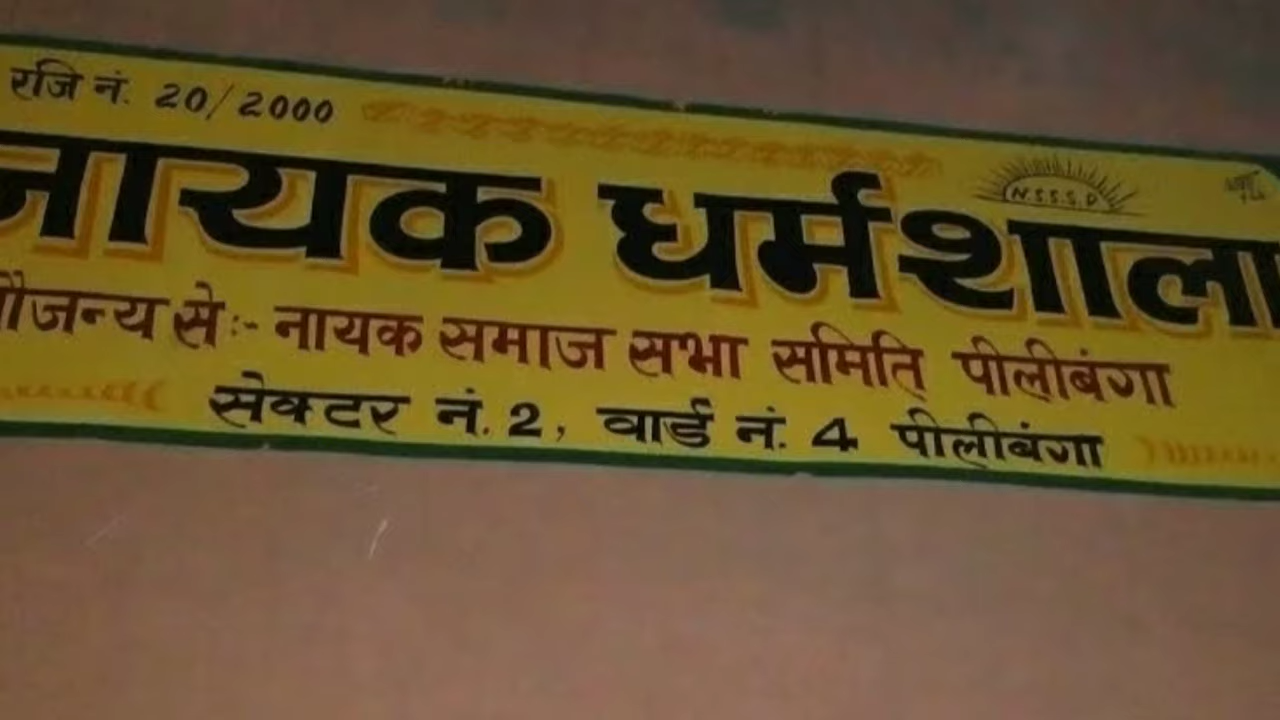 रजि नं. 20/2000
N.S.S.S.P
नायक धर्मशाला
सौजन्य से:- नायक समाज सभा समिति पीलीबंगा
सेक्टर नं. 2, वार्ड नं. 4 पीलीबंगा